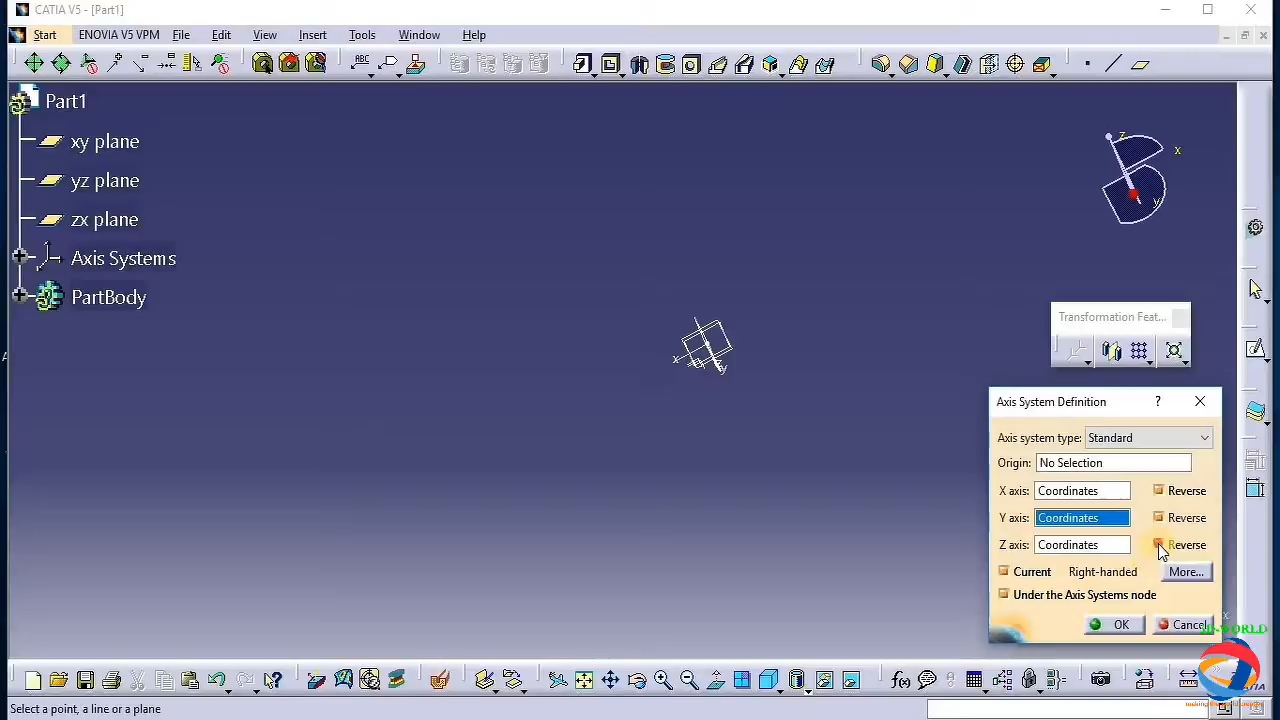 CATIA V5 - [Part1]
Start ENOVIA V5 VPM File Edit View Insert Tools Window Help
Part1
xy plane
yz plane
zx plane
Axis Systems
PartBody
z
x
y
x
y
Transformation Feat...
Axis System Definition ?
Axis system type: Standard
Origin: No Selection
X axis: Coordinates Reverse
Y axis: Coordinates Reverse
Z axis: Coordinates Reverse
Current Right-handed More...
Under the Axis Systems node
OK Cancel
3D-WORLD
CATIA
Select a point, a line or a plane